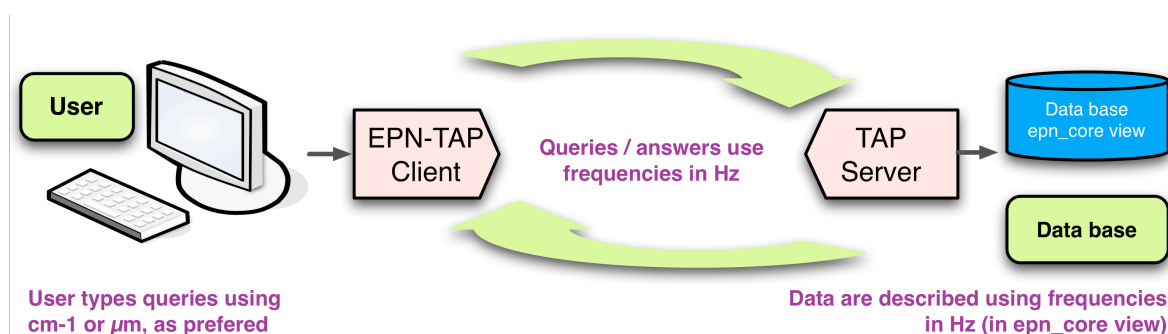 User
EPN-TAP
Client
Queries / answers use
frequencies in Hz
TAP
Server
Data base
epn_core view
Data base
User types queries using
cm-1 or µm, as preferred
Data are described using frequencies
in Hz (in epn_core view)